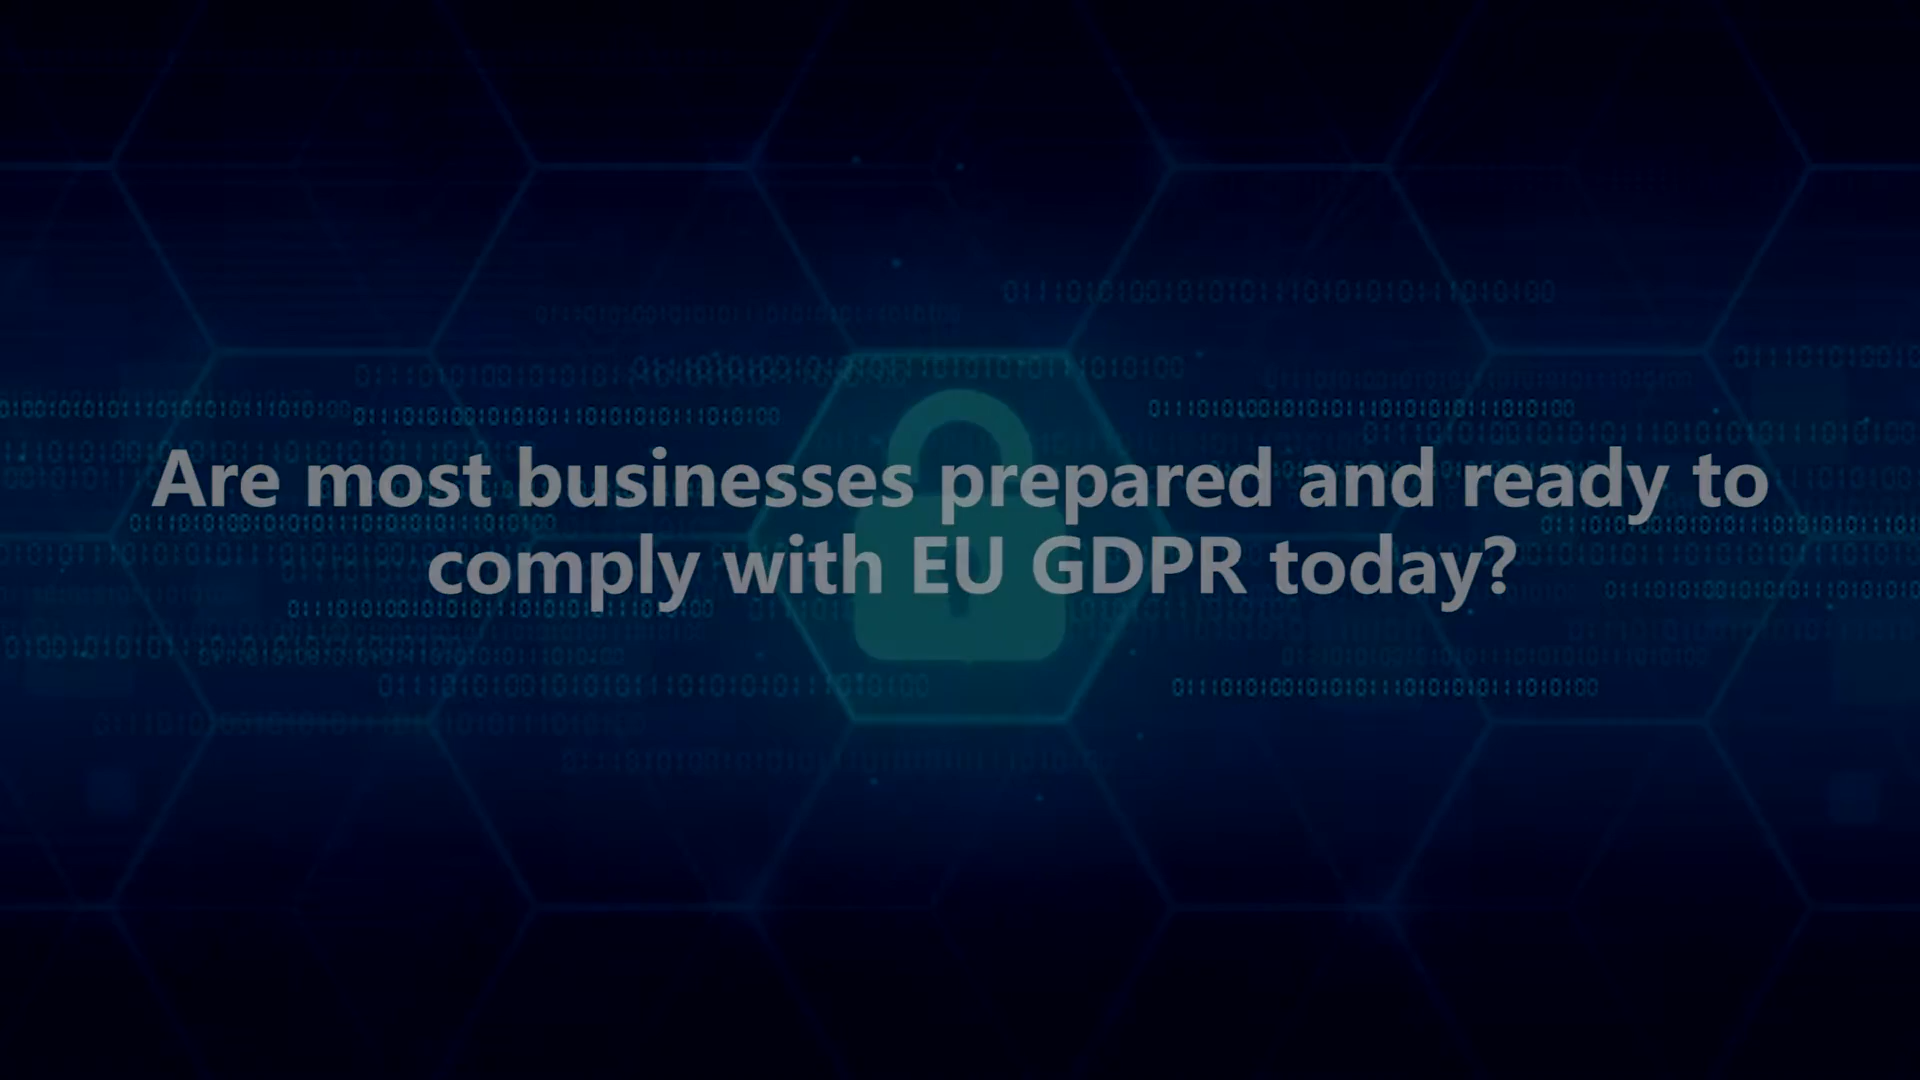 Are most businesses prepared and ready to
comply with EU GDPR today?